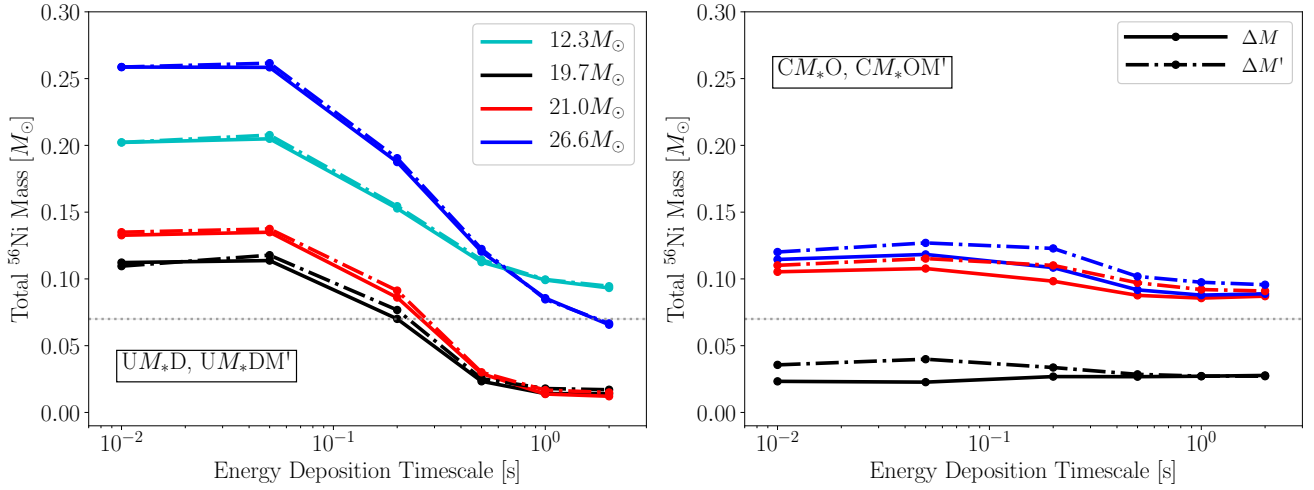 0.30
0.25
0.20
0.15
0.10
0.05
0.00
Total ⁵⁶Ni Mass [M⊙]
12.3M⊙
19.7M⊙
21.0M⊙
26.6M⊙
UM*D, UM*DM'
10⁻² 10⁻¹ 10⁰
Energy Deposition Timescale [s]
0.30
0.25
0.20
0.15
0.10
0.05
0.00
Total ⁵⁶Ni Mass [M⊙]
CM*O, CM*OM'
ΔM
ΔM'
10⁻² 10⁻¹ 10⁰
Energy Deposition Timescale [s]